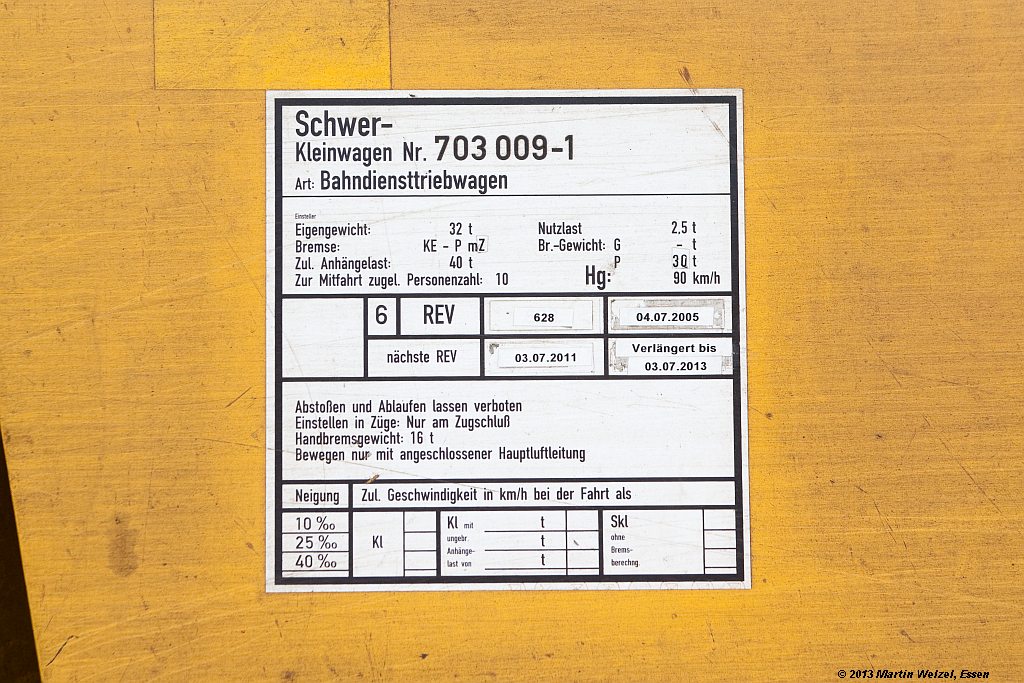 Schwer-
Kleinwagen Nr. 703 009-1
Art: Bahndiensttriebwagen
Einsteller
Eigengewicht: 32 t Nutzlast 2,5 t
Bremse: KE - P mZ Br.-Gewicht: G - t
Zul. Anhängelast: 40 t P 30 t
Zur Mitfahrt zugel. Personenzahl: 10 Hg: 90 km/h
6 REV 628 04.07.2005
nächste REV 03.07.2011 Verlängert bis
03.07.2013
Abstoßen und Ablaufen lassen verboten
Einstellen in Züge: Nur am Zugschluß
Handbremsgewicht: 16 t
Bewegen nur mit angeschlossener Hauptluftleitung
Neigung Zul. Geschwindigkeit in km/h bei der Fahrt als
10 ‰ Kl Kl mit t Skl
25 ‰ ungebr. t ohne
40 ‰ Anhänge- t Brems-
last von berechng.
© 2013 Martin Welzel, Essen